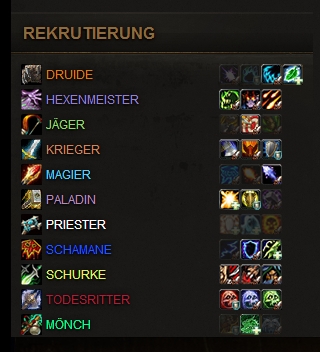 REKRUTIERUNG
DRUIDE
HEXENMEISTER
JÄGER
KRIEGER
MAGIER
PALADIN
PRIESTER
SCHAMANE
SCHURKE
TODESRITTER
MÖNCH